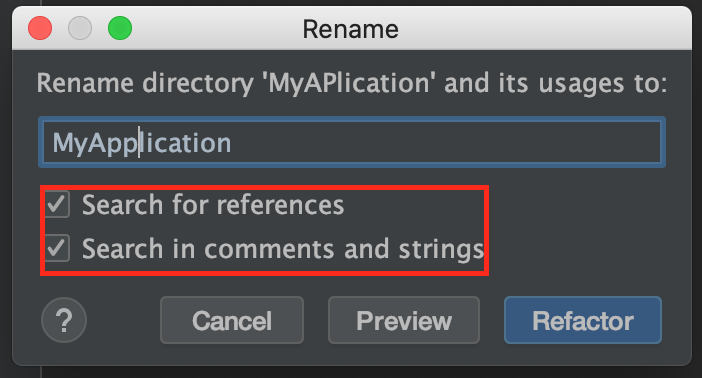 Rename
Rename directory 'MyAPlication' and its usages to:
MyApplication
Search for references
Search in comments and strings
? Cancel Preview Refactor